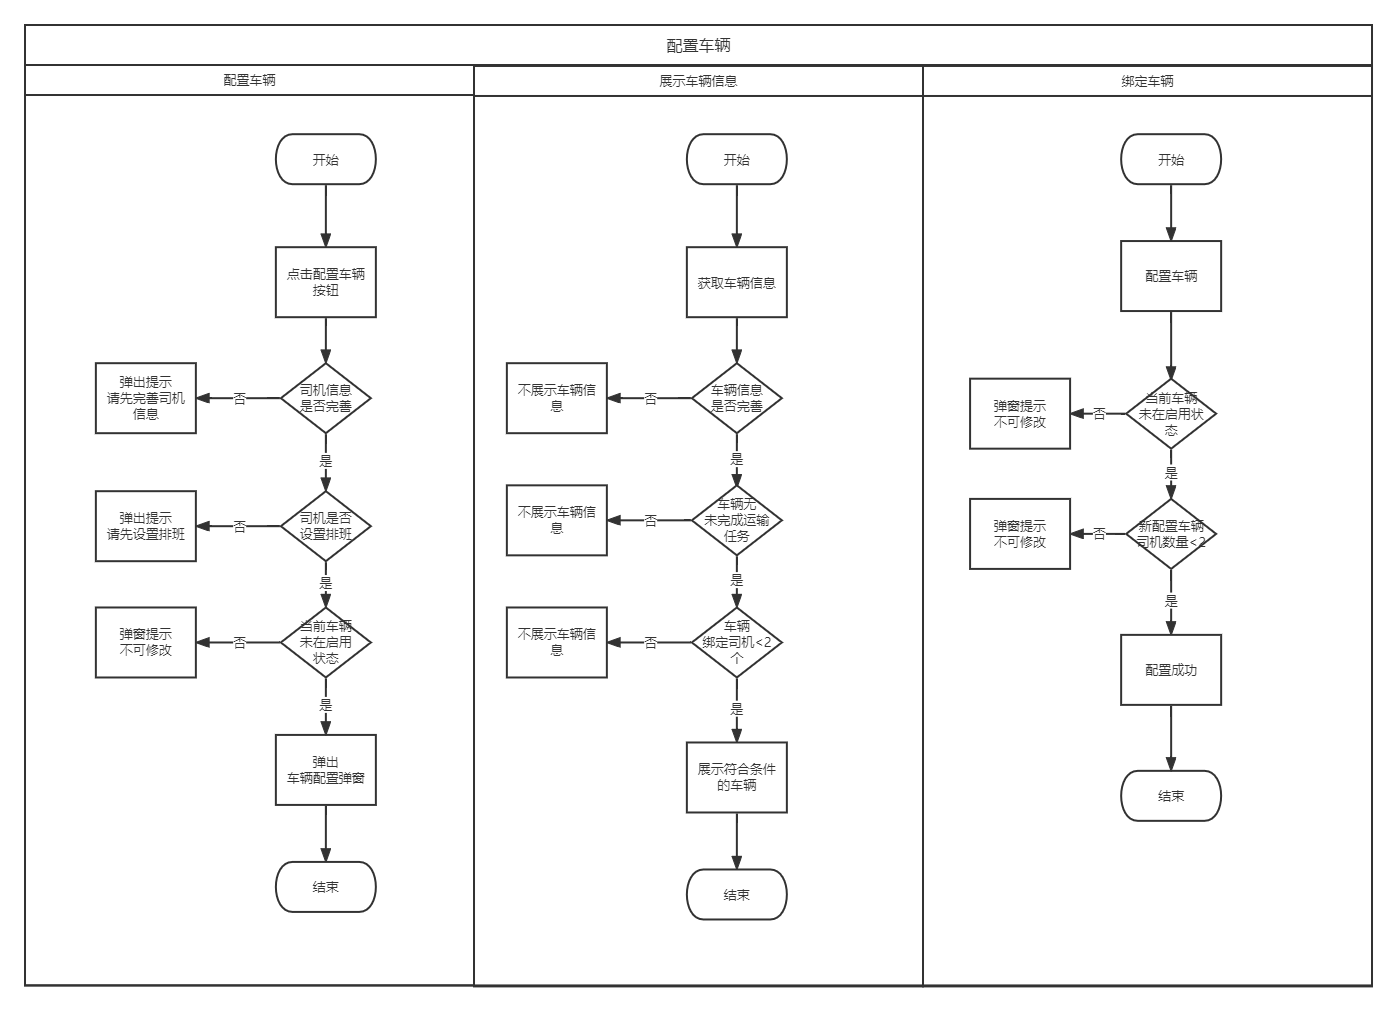 配置车辆
配置车辆
展示车辆信息
绑定车辆
开始
点击配置车辆
按钮
司机信息
是否完善
否
弹出提示
请先完善司机
信息
是
司机是否
设置排班
否
弹出提示
请先设置排班
是
当前车辆
未在启用
状态
否
弹窗提示
不可修改
是
弹出
车辆配置弹窗
结束
开始
获取车辆信息
车辆信息
是否完善
否
不展示车辆信
息
是
车辆无
未完成运输
任务
否
不展示车辆信
息
是
车辆
绑定司机<2
个
否
不展示车辆信
息
是
展示符合条件
的车辆
结束
开始
配置车辆
当前车辆
未在启用状
态
否
弹窗提示
不可修改
是
新配置车辆
司机数量<2
否
弹窗提示
不可修改
是
配置成功
结束